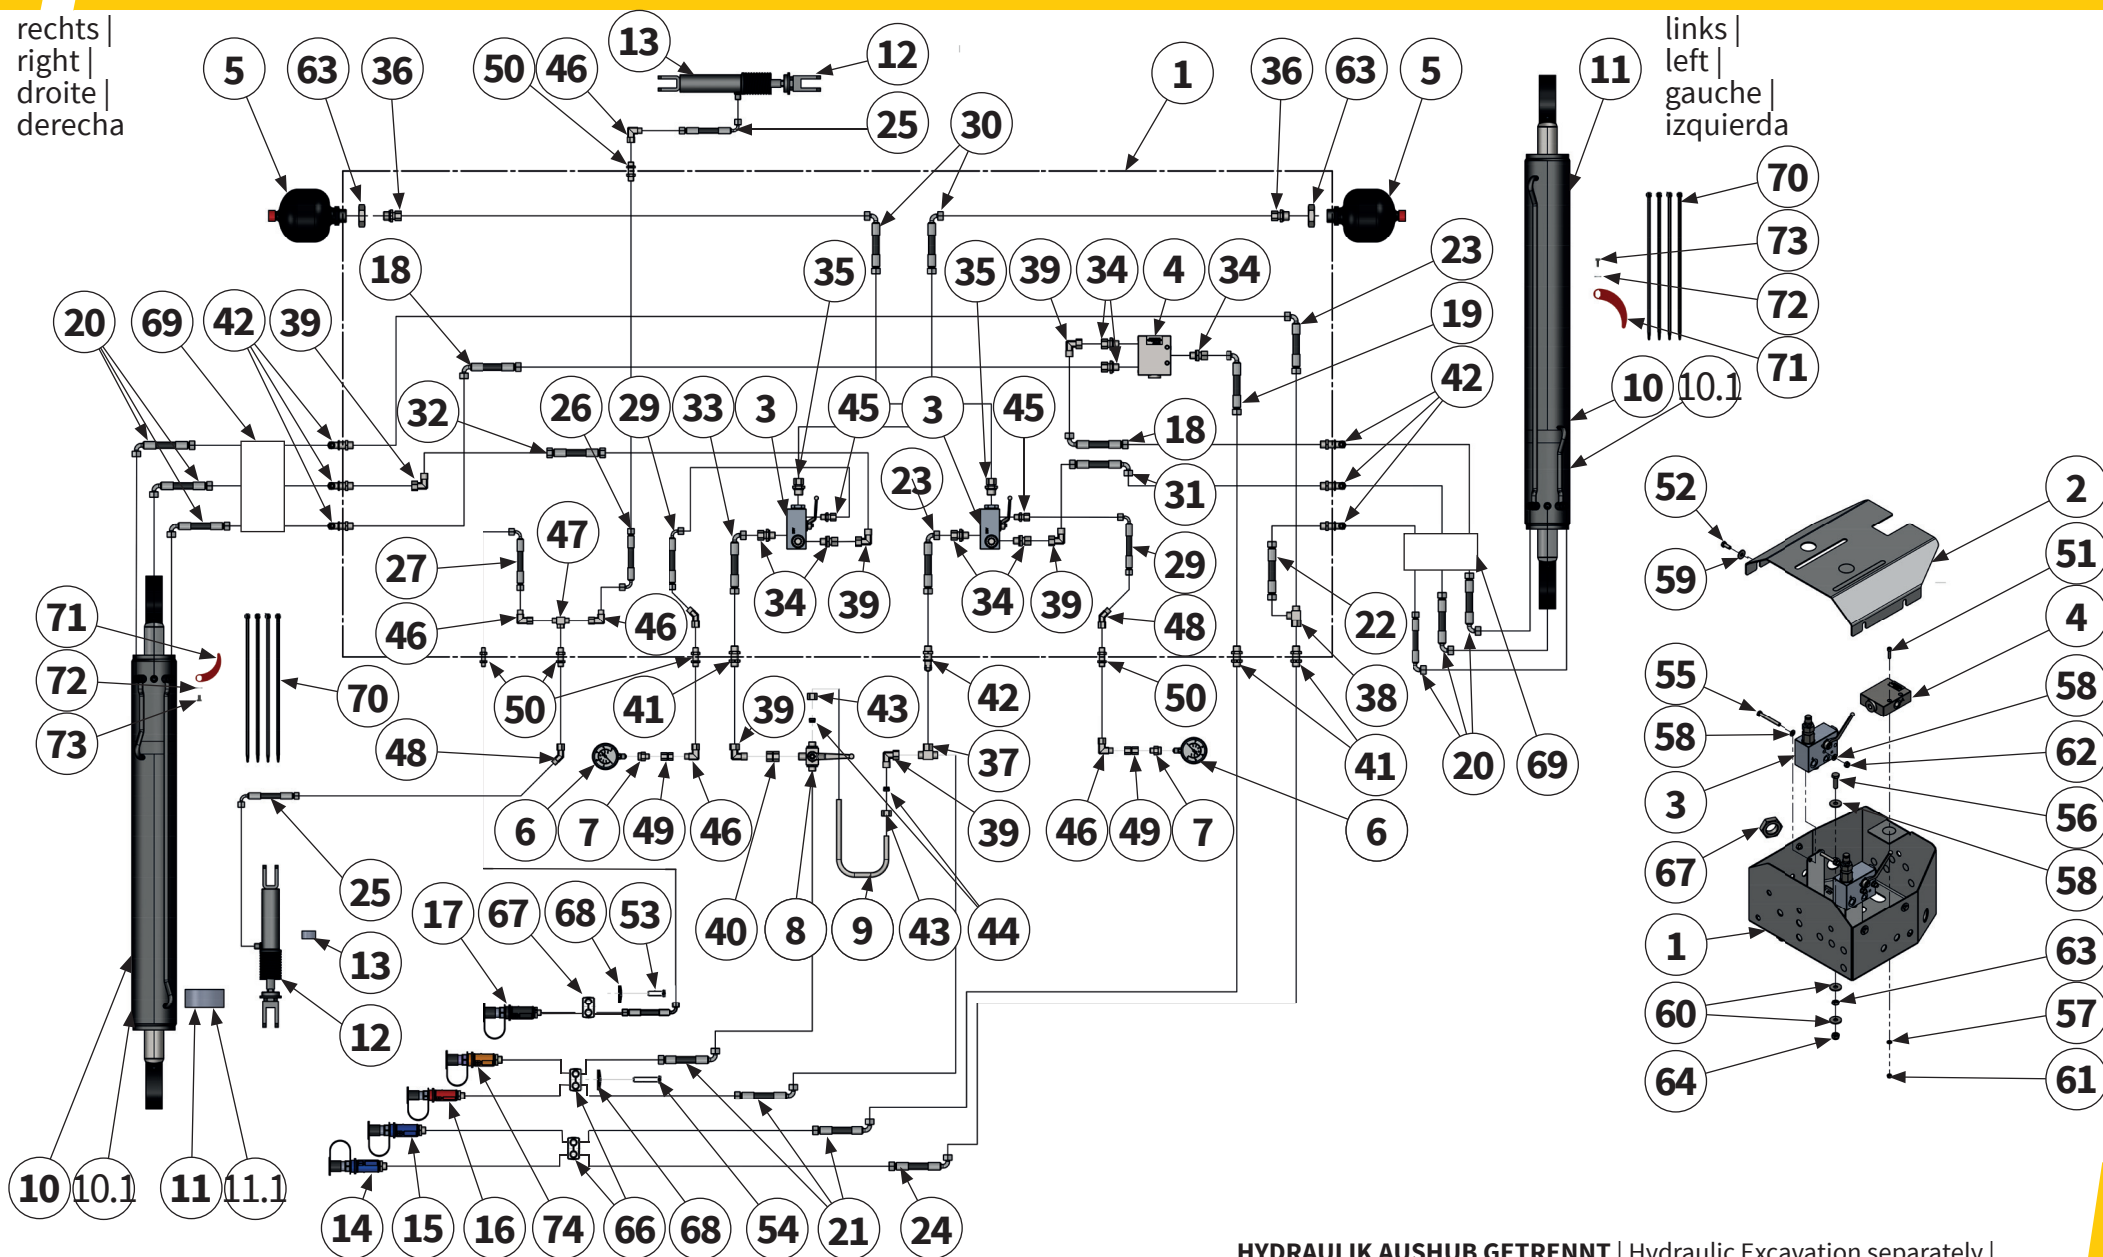 rechts |
right |
droite |
derecha
links |
left |
gauche |
izquierda
5 63 36 50 46 13 12 1 36 63 5 11
25 30
70
73
72
71
18 35 35 39 34 4 34 23
19
20 69 42 39
32 26 29 33 3 45 3 45 18 42 10 10.1
23 31
52 2
51
59
4
27 47 34 39 34 39 29 22
46 46 48
71
72 70 50 41 39 43 42 50 38
73 48 37 41 20 69
55 58
58 62
3 56
67 58
6 7 49 46 39 46 49 7 6
25 17 67 68 53 40 8 9 43 44
13
12
1 63
60 57
64 61
10 10.1 11 11.1
14 15 16 74 66 68 54 21 24
HYDRAULIK AUSHUB GETRENNT | Hydraulic Excavation separately |